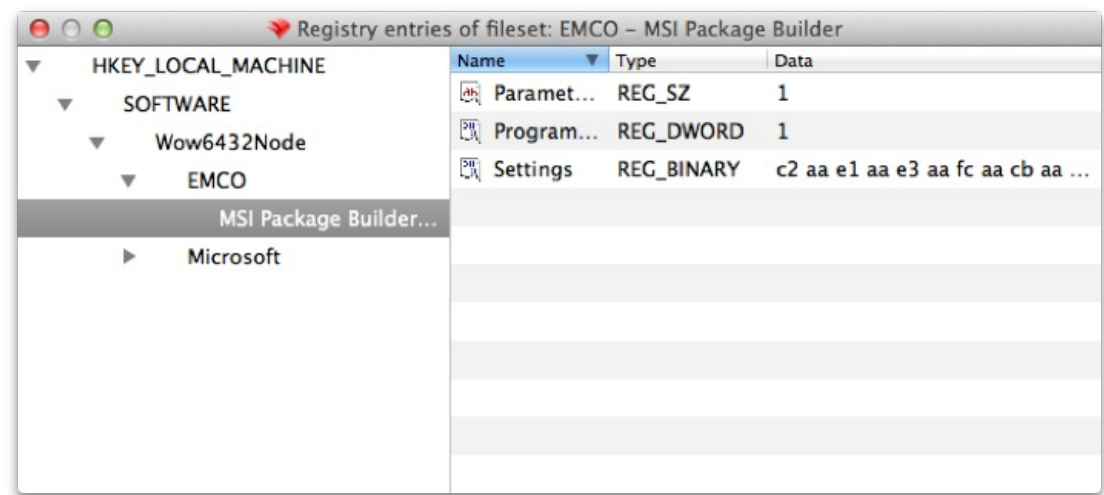 Registry entries of fileset: EMCO – MSI Package Builder
HKEY_LOCAL_MACHINE
SOFTWARE
Wow6432Node
EMCO
MSI Package Builder...
Microsoft
Name Type Data
Paramet... REG_SZ 1
Program... REG_DWORD 1
Settings REG_BINARY c2 aa e1 aa e3 aa fc aa cb aa ...